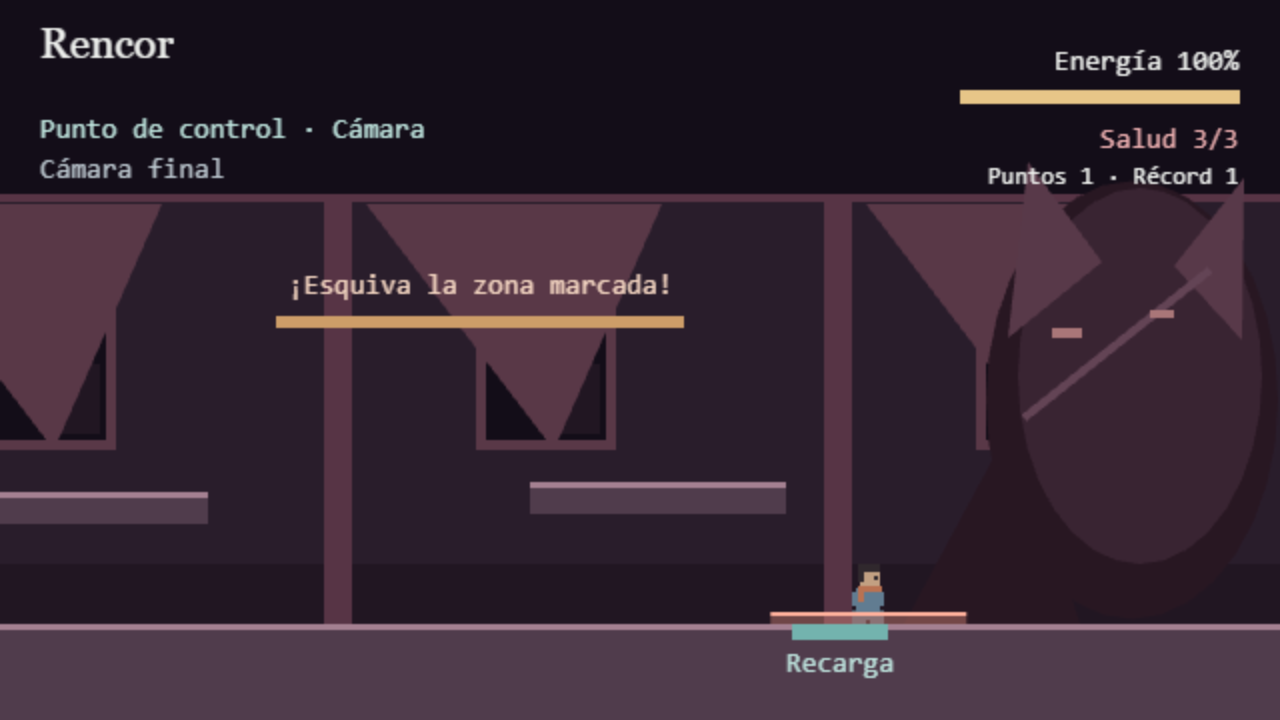 Rencor
Energía 100%
Punto de control · Cámara
Salud 3/3
Cámara final
Puntos 1 · Récord 1
¡Esquiva la zona marcada!
Recarga